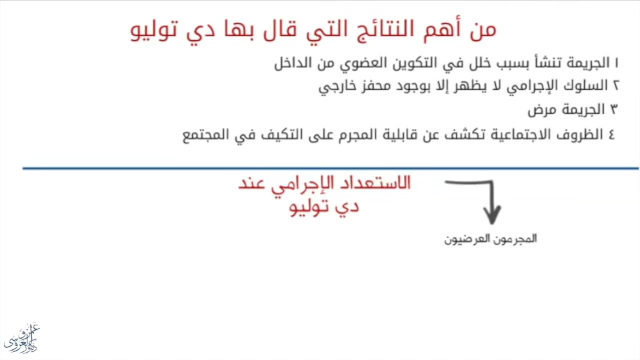 من أهم النتائج التي قال بها دي توليو
١ الجريمة تنشأ بسبب خلل في التكوين العضوي من الداخل
٢ السلوك الإجرامي لا يظهر إلا بوجود محفز خارجي
٣ الجريمة مرض
٤ الظروف الاجتماعية تكشف عن قابلية المجرم على التكيف في المجتمع
الاستعداد الإجرامي عند
دي توليو
المجرمون العرضيون